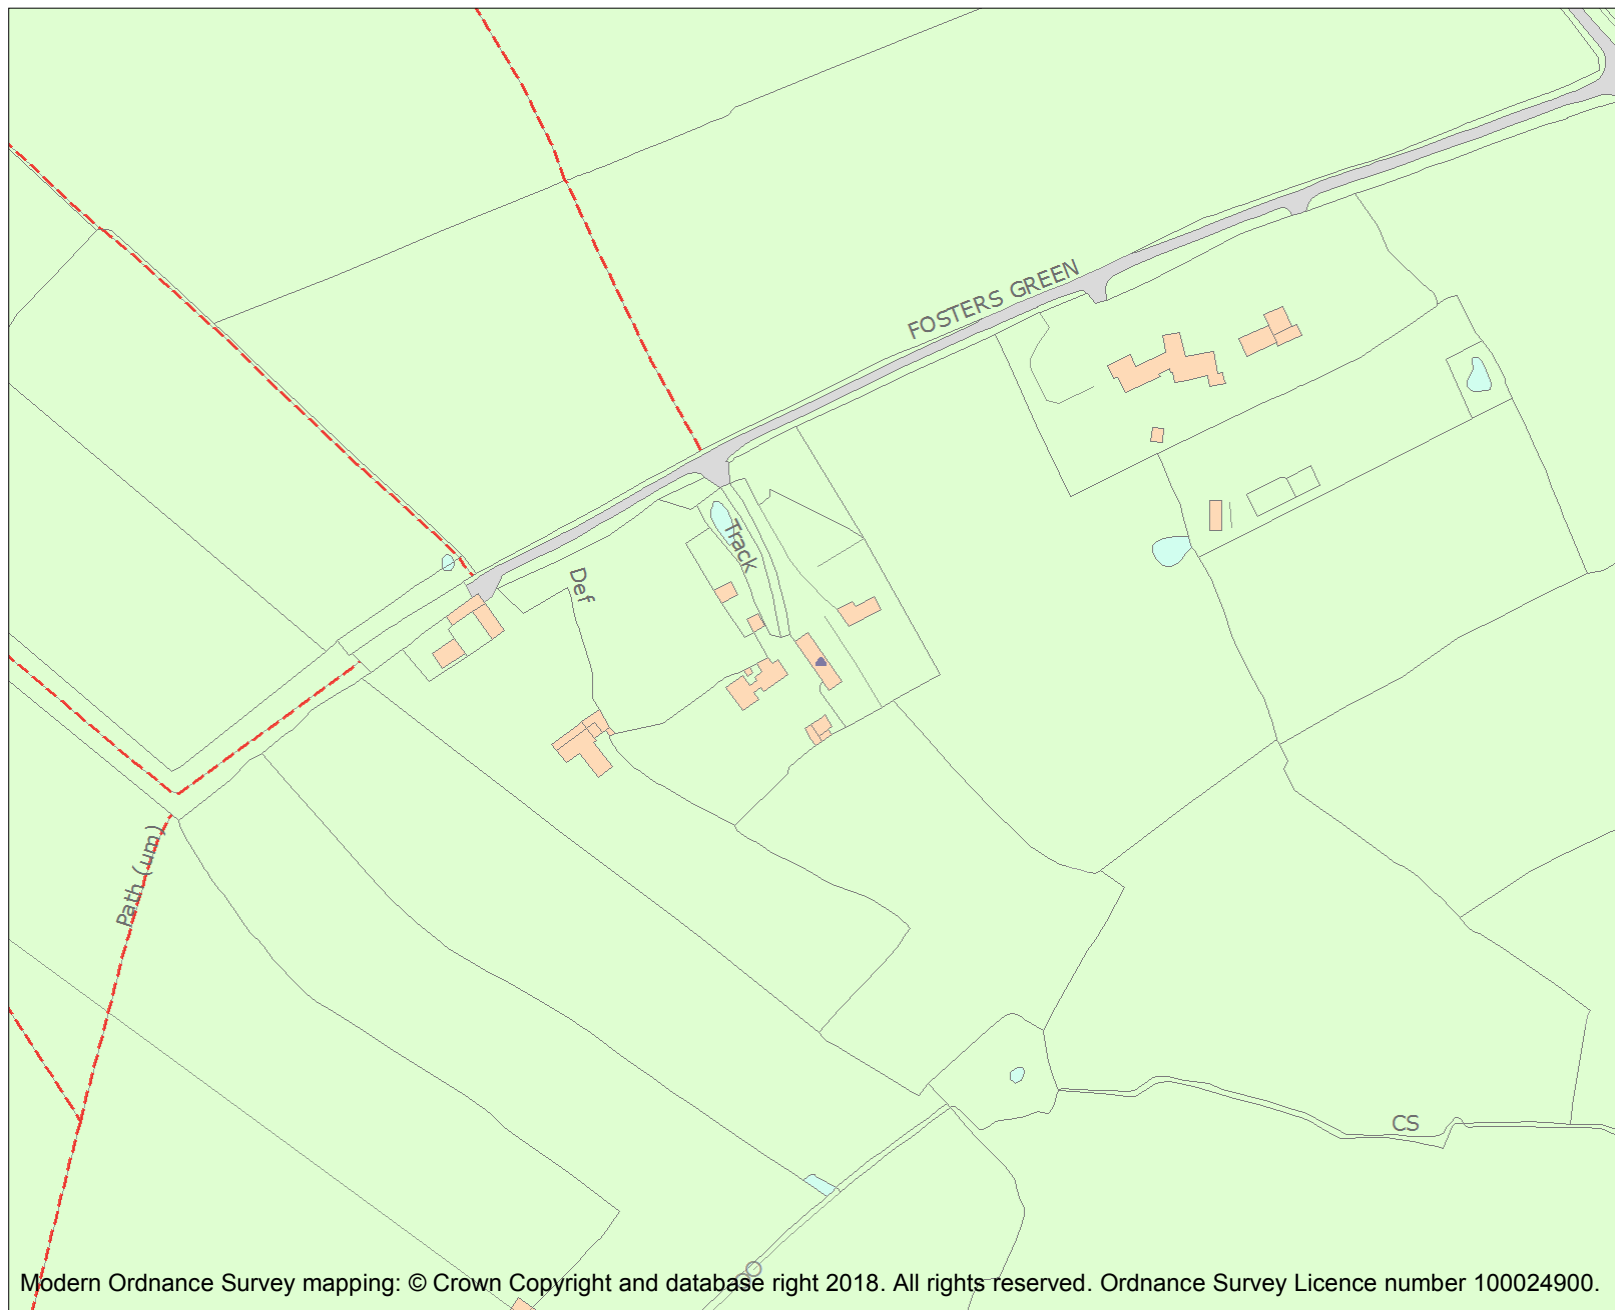 FOSTERS GREEN
Track
Def
Path (um)
CS
Modern Ordnance Survey mapping: © Crown Copyright and database right 2018. All rights reserved. Ordnance Survey Licence number 100024900.